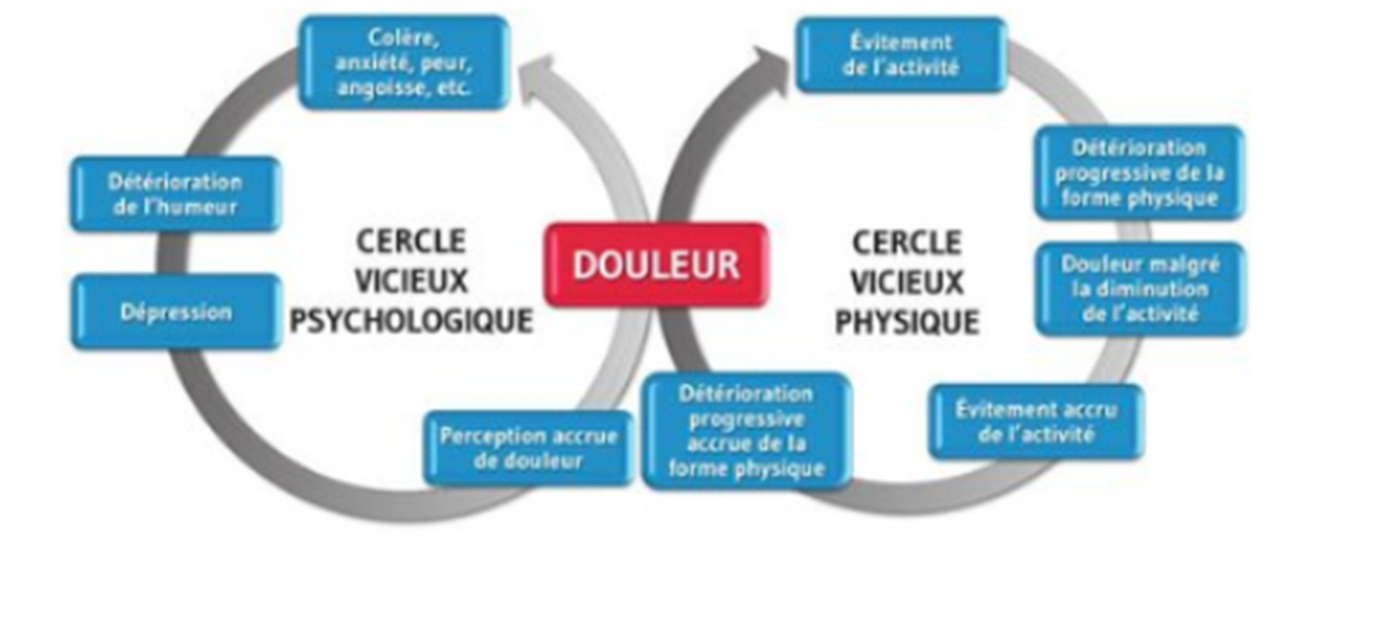 Colère,
anxiété, peur,
angoisse, etc.
Détérioration
de l'humeur
Dépression
CERCLE
VICIEUX
PSYCHOLOGIQUE
Perception accrue
de douleur
DOULEUR
Évitement
de l'activité
Détérioration
progressive de la
forme physique
Douleur malgré
la diminution
de l'activité
CERCLE
VICIEUX
PHYSIQUE
Évitement accru
de l'activité
Détérioration
progressive
accrue de la
forme physique